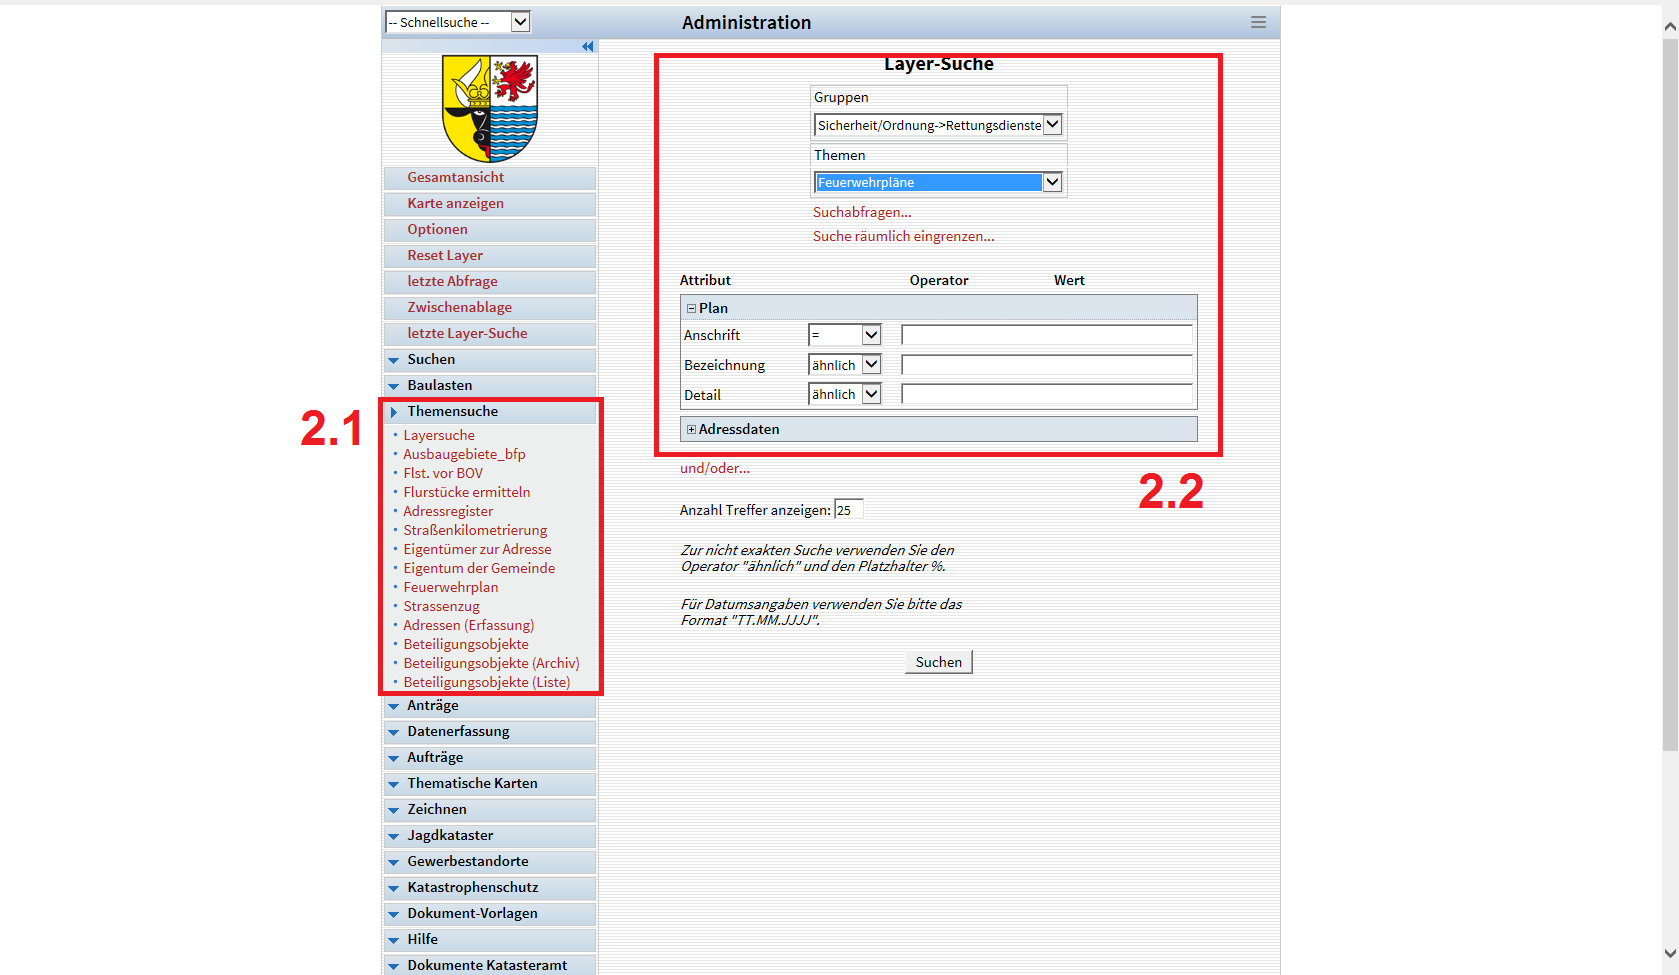 -- Schnellsuche --
Administration
Gesamtansicht
Karte anzeigen
Optionen
Reset Layer
letzte Abfrage
Zwischenablage
letzte Layer-Suche
Suchen
Baulasten
2.1
Themensuche
Layersuche
Ausbaugebiete_bfp
Flst. vor BOV
Flurstücke ermitteln
Adressregister
Straßenkilometrierung
Eigentümer zur Adresse
Eigentum der Gemeinde
Feuerwehrplan
Strassenzug
Adressen (Erfassung)
Beteiligungsobjekte
Beteiligungsobjekte (Archiv)
Beteiligungsobjekte (Liste)
Anträge
Datenerfassung
Aufträge
Thematische Karten
Zeichnen
Jagdkataster
Gewerbestandorte
Katastrophenschutz
Dokument-Vorlagen
Hilfe
Dokumente Katasteramt
Layer-Suche
Gruppen
Sicherheit/Ordnung->Rettungsdienste
Themen
Feuerwehrpläne
Suchabfragen...
Suche räumlich eingrenzen...
Attribut Operator Wert
Plan
Anschrift =
Bezeichnung ähnlich
Detail ähnlich
Adressdaten
2.2
und/oder...
Anzahl Treffer anzeigen: 25
Zur nicht exakten Suche verwenden Sie den
Operator "ähnlich" und den Platzhalter %.
Für Datumsangaben verwenden Sie bitte das
Format "TT.MM.JJJJ".
Suchen